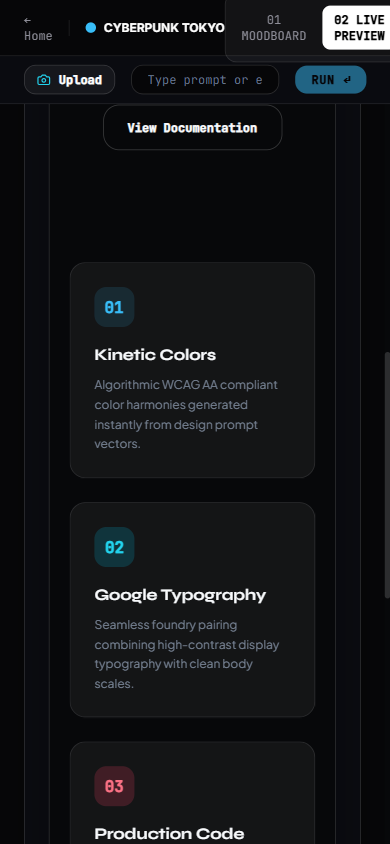 ←
Home
CYBERPUNK TOKYO
01
MOODBOARD
02 LIVE
PREVIEW
Upload
Type prompt or e
RUN ↵
View Documentation
01
Kinetic Colors
Algorithmic WCAG AA compliant
color harmonies generated
instantly from design prompt
vectors.
02
Google Typography
Seamless foundry pairing
combining high-contrast display
typography with clean body
scales.
03
Production Code